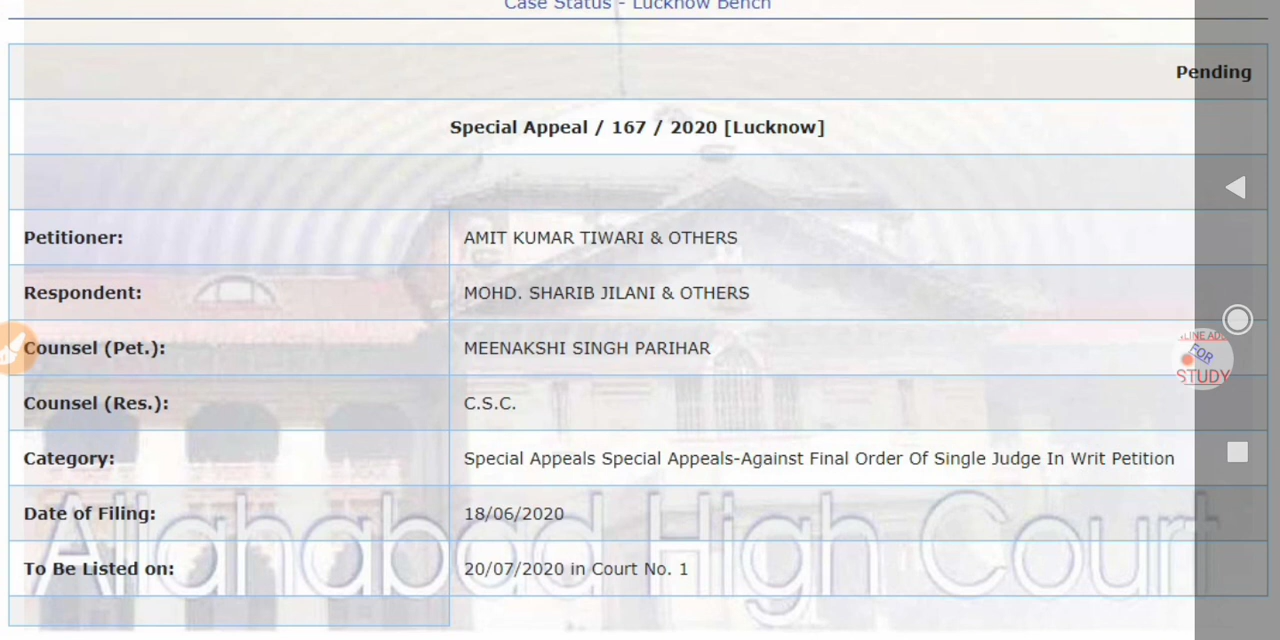 Case Status - Lucknow Bench
Pending
Special Appeal / 167 / 2020 [Lucknow]
Petitioner: AMIT KUMAR TIWARI & OTHERS
Respondent: MOHD. SHARIB JILANI & OTHERS
Counsel (Pet.): MEENAKSHI SINGH PARIHAR
Counsel (Res.): C.S.C.
Category: Special Appeals Special Appeals-Against Final Order Of Single Judge In Writ Petition
Date of Filing: 18/06/2020
To Be Listed on: 20/07/2020 in Court No. 1
Allahabad High Court
FOR
STUDY